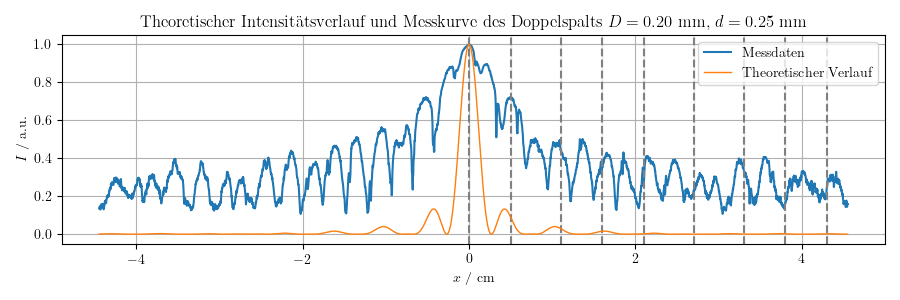 Theoretischer Intensitätsverlauf und Messkurve des Doppelspalts D = 0.20 mm, d = 0.25 mm
Messdaten
Theoretischer Verlauf
I / a.u.
1.0
0.8
0.6
0.4
0.2
0.0
−4
−2
0
2
4
x / cm